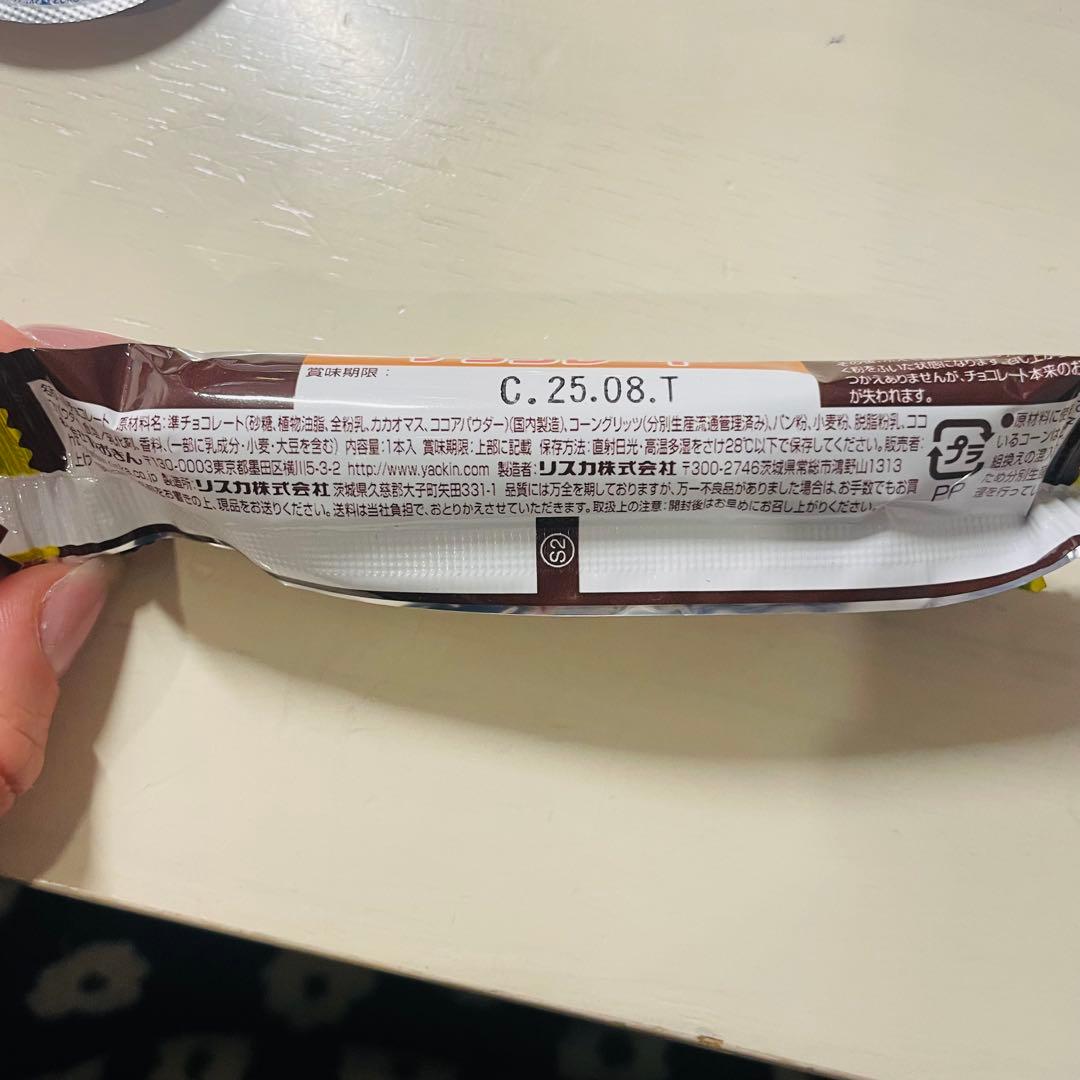 賞味期限:
C.25.08.T
原材料名:準チョコレート(砂糖、植物油脂、全粉乳、カカオマス、ココアパウダー)(国内製造)、コーングリッツ(分別生産流通管理済み)、パン粉、小麦粉、脱脂粉乳、ココ
香料、(一部に乳成分・小麦・大豆を含む) 内容量:1本入 賞味期限:上部に記載 保存方法:直射日光・高温多湿をさけ28℃以下で保存してください。販売者:
〒130-0003東京都墨田区横川5-3-2 http://www.yaokin.com 製造者:リスカ株式会社 〒300-2746茨城県常総市鴻野山1313
製造所:リスカ株式会社 茨城県久慈郡大子町矢田331-1 品質には万全を期しておりますが、万一不良品がありました場合は、お手数でもお買
上、現品をお送りください。送料は当社負担で、おとりかえさせていただきます。取扱上の注意:開封後はお早めにお召し上がりください。
粉をふいた状態になります
つかえありませんが、チョコレート本来のお
が失われます。
プラ
PP
●原材料に使
いるコーンは
組換えの混入
ため分別生産
理を行ってい
S2